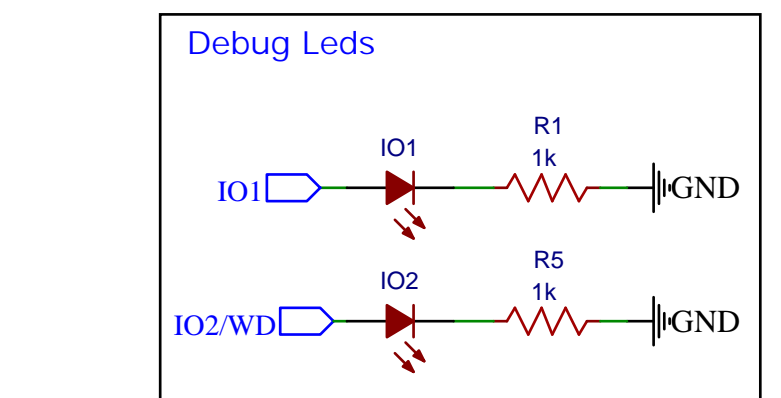 Debug Leds
IO1
R1
1k
IO1
GND
IO2
R5
1k
IO2/WD
GND